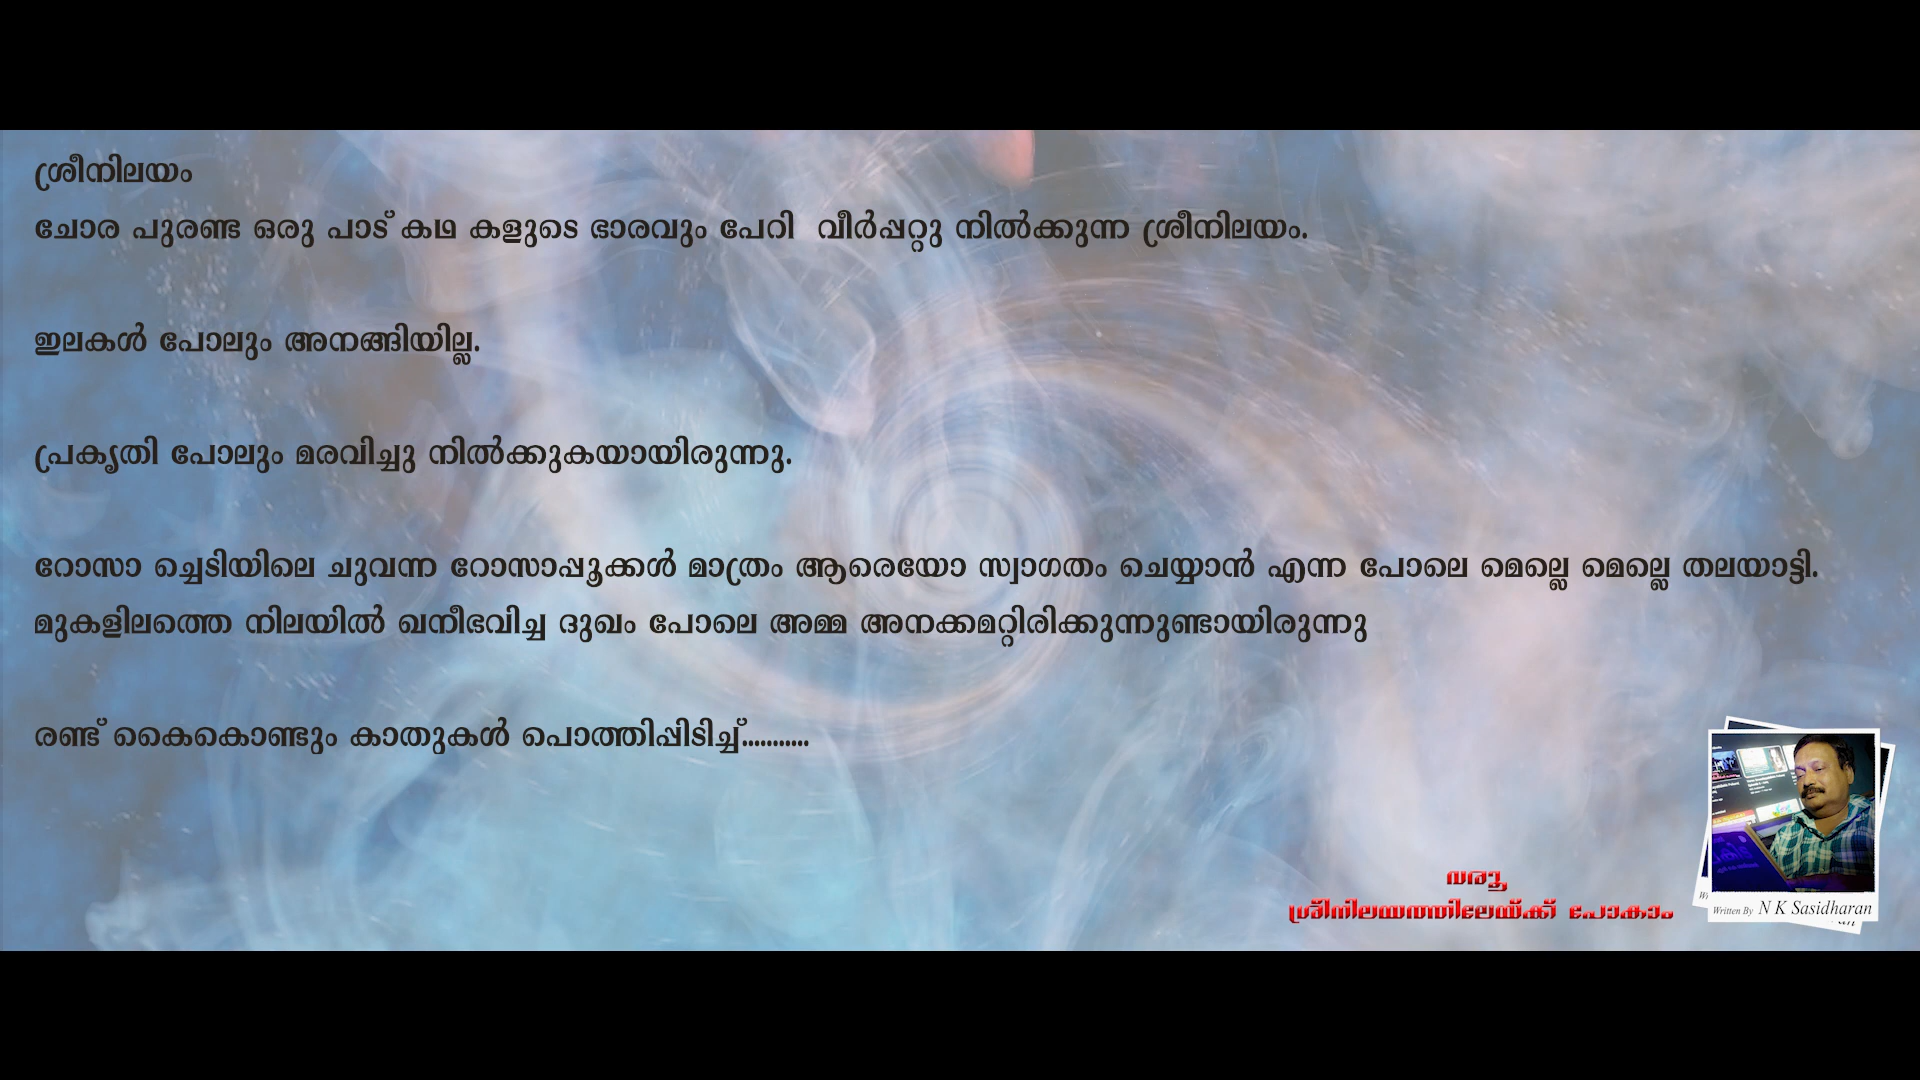 ശ്രീനിലയം
ചോര പുരണ്ട ഒരു പാട് കഥ കളുടെ ഭാരവും പേറി വീർപ്പറ്റു നിൽക്കുന്ന ശ്രീനിലയം.
ഇലകൾ പോലും അനങ്ങിയില്ല.
പ്രകൃതി പോലും മരവിച്ചു നിൽക്കുകയായിരുന്നു.
റോസാ ച്ചെടിയിലെ ചുവന്ന റോസാപ്പൂക്കൾ മാത്രം ആരെയോ സ്വാഗതം ചെയ്യാൻ എന്ന പോലെ മെല്ലെ മെല്ലെ തലയാട്ടി.
മുകളിലത്തെ നിലയിൽ ഖനീഭവിച്ച ദുഖം പോലെ അമ്മ അനക്കമറ്റിരിക്കുന്നുണ്ടായിരുന്നു
രണ്ട് കൈകൊണ്ടും കാതുകൾ പൊത്തിപ്പിടിച്ച്...........
വരൂ
ശ്രീനിലയത്തിലേയ്ക്ക് പോകാം
Written By N K Sasidharan